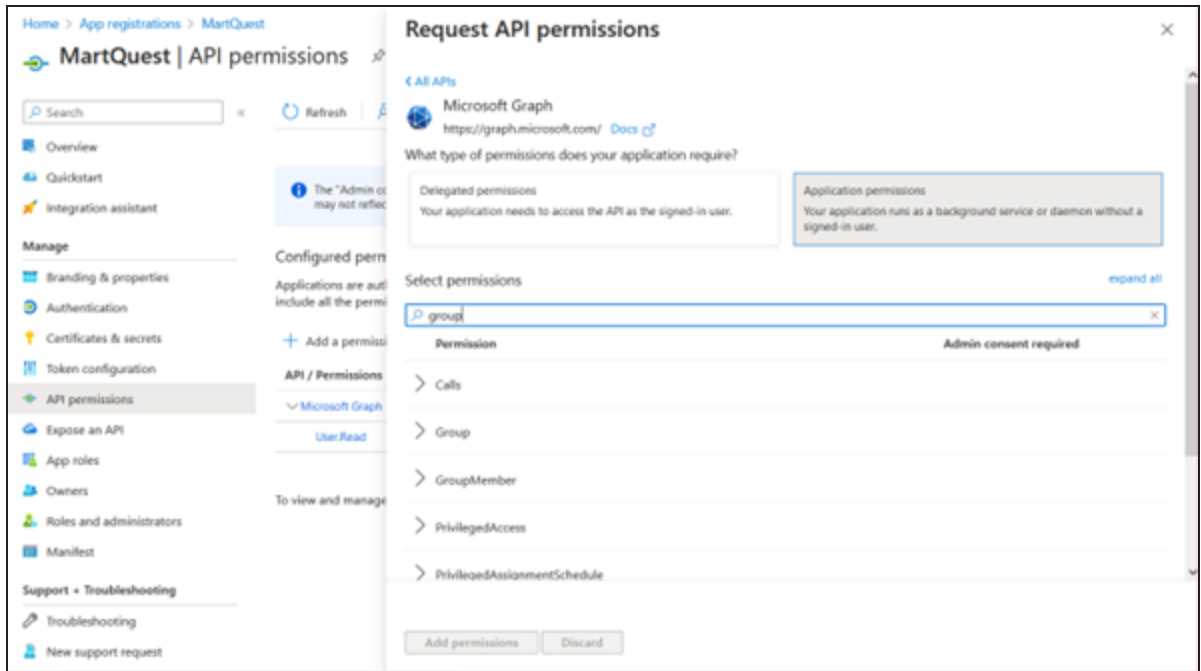 Home > App registrations > MartQuest
MartQuest | API permissions
Search
«
Overview
Quickstart
Integration assistant
Manage
Branding & properties
Authentication
Certificates & secrets
Token configuration
API permissions
Expose an API
App roles
Owners
Roles and administrators
Manifest
Support + Troubleshooting
Troubleshooting
New support request
Refresh
The "Admin co
may not reflec
Configured perm
Applications are aut
include all the permi
+ Add a permissi
API / Permissions
Microsoft Graph
User.Read
To view and manage
Request API permissions
All APIs
Microsoft Graph
https://graph.microsoft.com/ Docs
What type of permissions does your application require?
Delegated permissions
Your application needs to access the API as the signed-in user.
Application permissions
Your application runs as a background service or daemon without a
signed-in user.
Select permissions
expand all
group
Permission Admin consent required
Calls
Group
GroupMember
PrivilegedAccess
PrivilegedAssignmentSchedule
Add permissions Discard